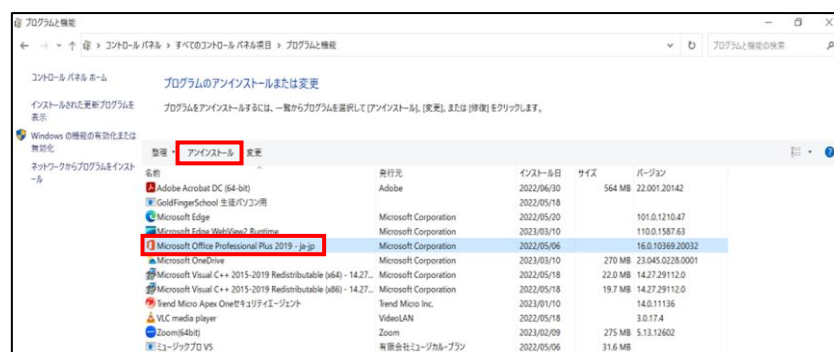 プログラムと機能
コントロール パネル › すべてのコントロール パネル項目 › プログラムと機能
プログラムと機能の検索
コントロール パネル ホーム
インストールされた更新プログラムを
表示
Windows の機能の有効化または
無効化
ネットワークからプログラムをインスト
ール
プログラムのアンインストールまたは変更
プログラムをアンインストールするには、一覧からプログラムを選択して [アンインストール]、[変更]、または [修復] をクリックします。
整理 アンインストール 変更
名前 発行元 インストール日 サイズ バージョン
Adobe Acrobat DC (64-bit) Adobe 2022/06/30 564 MB 22.001.20142
GoldFingerSchool 生徒パソコン用 2022/05/18
Microsoft Edge Microsoft Corporation 2022/05/20 101.0.1210.47
Microsoft Edge WebView2 Runtime Microsoft Corporation 2023/03/10 110.0.1587.63
Microsoft Office Professional Plus 2019 - ja-jp Microsoft Corporation 2022/05/06 16.0.10369.20032
Microsoft OneDrive Microsoft Corporation 2023/03/10 270 MB 23.045.0228.0001
Microsoft Visual C++ 2015-2019 Redistributable (x64) - 14.27... Microsoft Corporation 2022/05/18 22.0 MB 14.27.29112.0
Microsoft Visual C++ 2015-2019 Redistributable (x86) - 14.27... Microsoft Corporation 2022/05/18 19.7 MB 14.27.29112.0
Trend Micro Apex Oneセキュリティエージェント Trend Micro Inc. 2023/01/10 14.0.11136
VLC media player VideoLAN 2022/05/18 3.0.17.4
Zoom(64bit) Zoom 2023/02/09 275 MB 5.13.12602
ミュージックプロ V5 有限会社ミュージカル・プラン 2022/05/06 31.6 MB